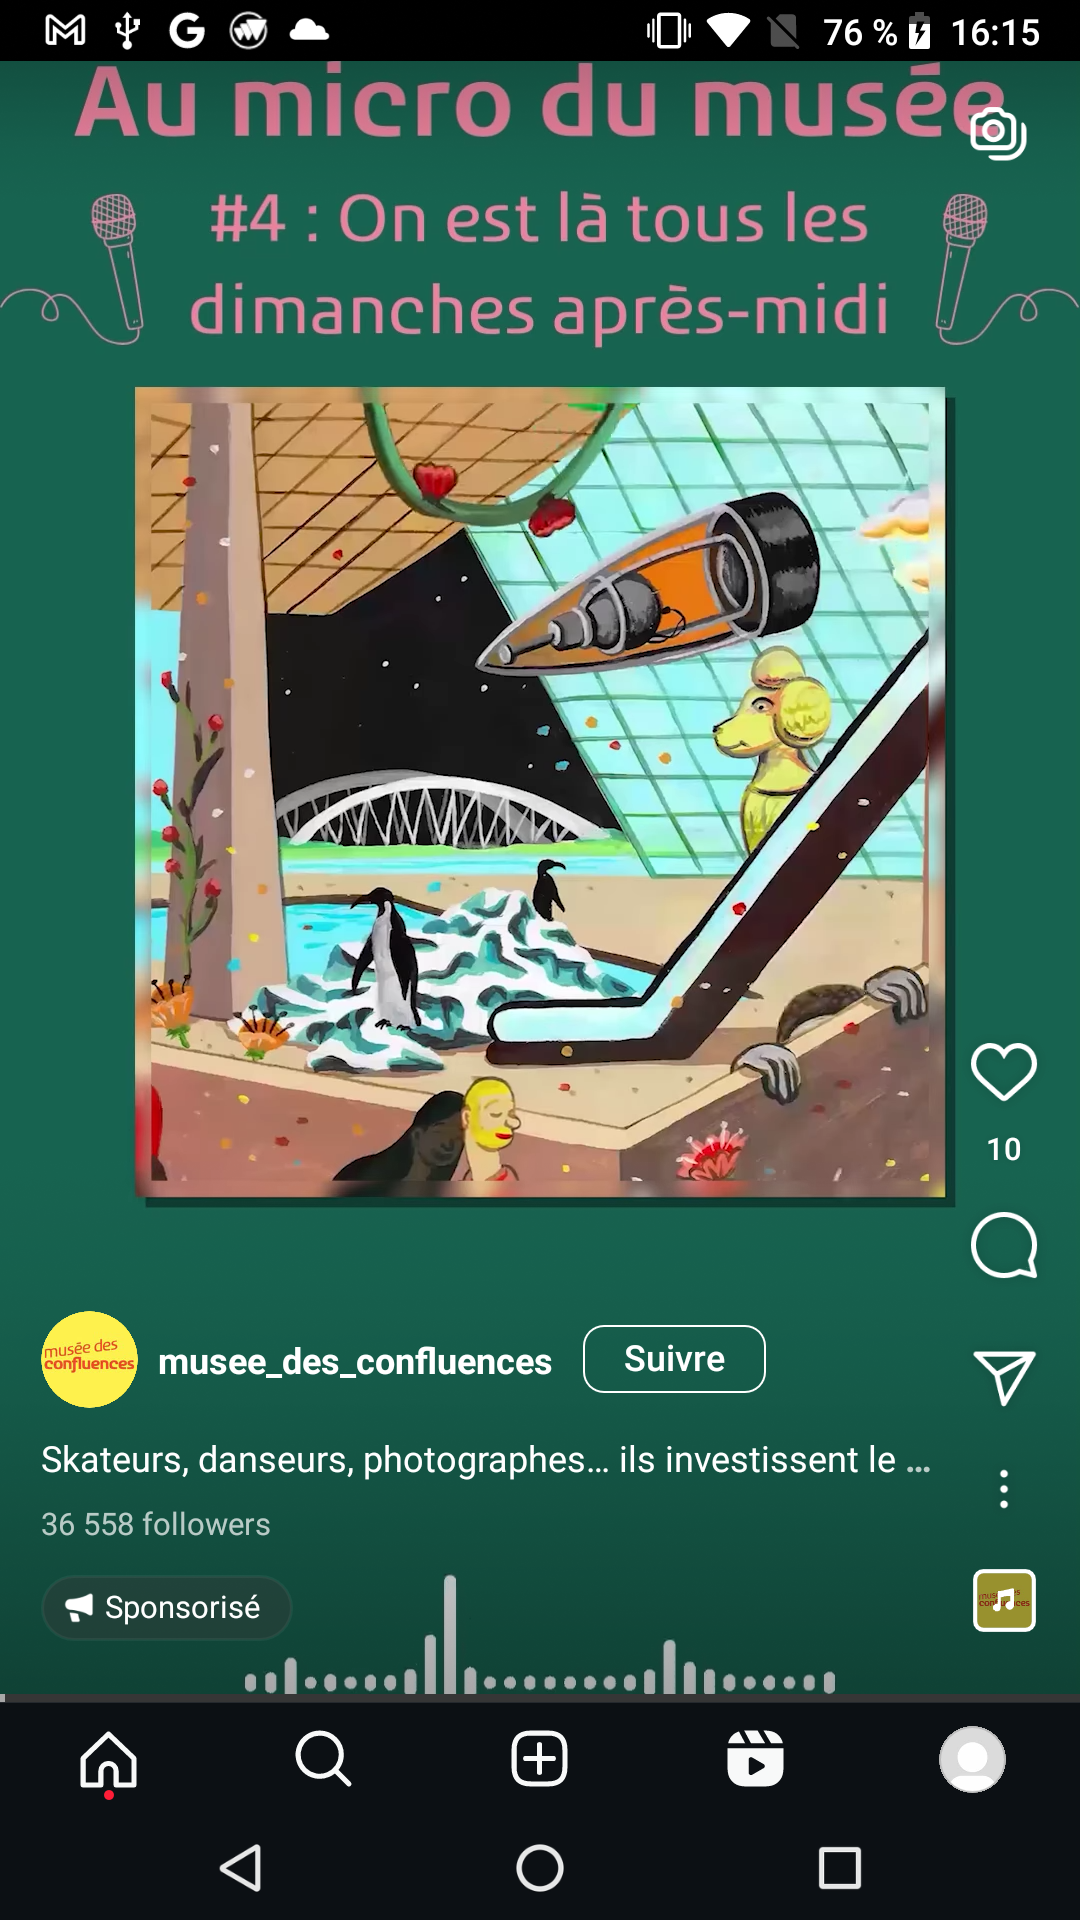 76 % 16:15
Au micro du musée
#4 : On est là tous les
dimanches après-midi
10
musée des
confluences
musee_des_confluences
Suivre
Skateurs, danseurs, photographes... ils investissent le ...
36 558 followers
Sponsorisé